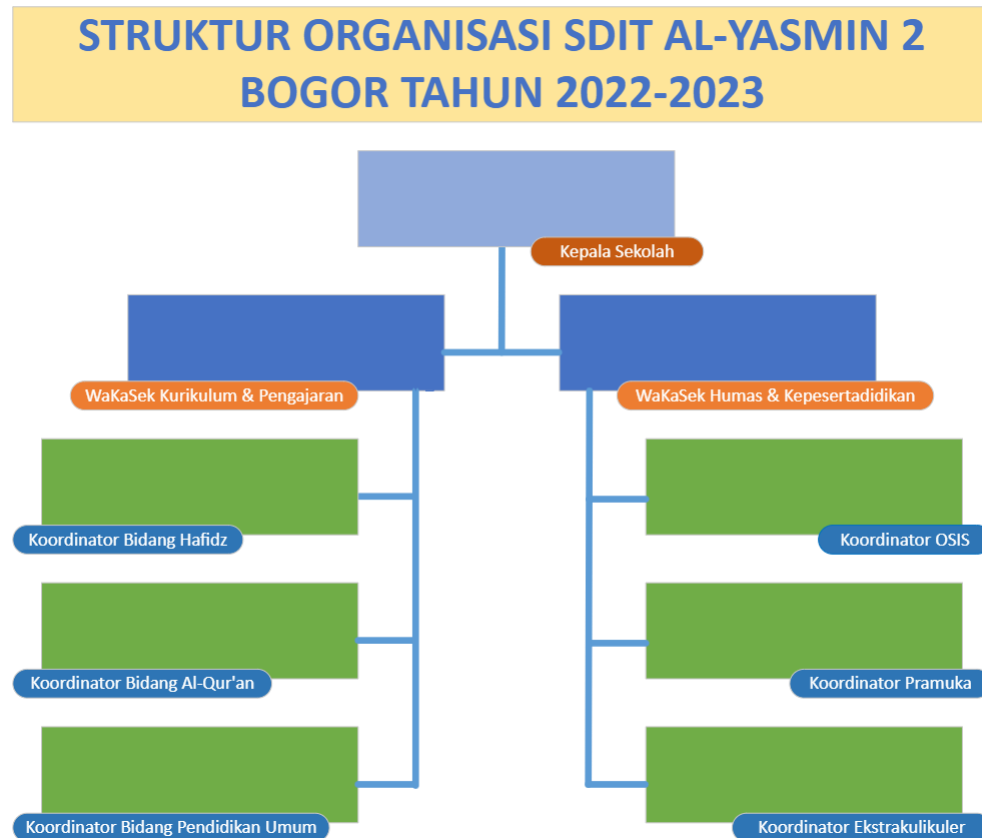 STRUKTUR ORGANISASI SDIT AL-YASMIN 2
BOGOR TAHUN 2022-2023
Kepala Sekolah
WaKaSek Kurikulum & Pengajaran
WaKaSek Humas & Kepesertadidikan
Koordinator Bidang Hafidz
Koordinator OSIS
Koordinator Bidang Al-Qur'an
Koordinator Pramuka
Koordinator Bidang Pendidikan Umum
Koordinator Ekstrakulikuler